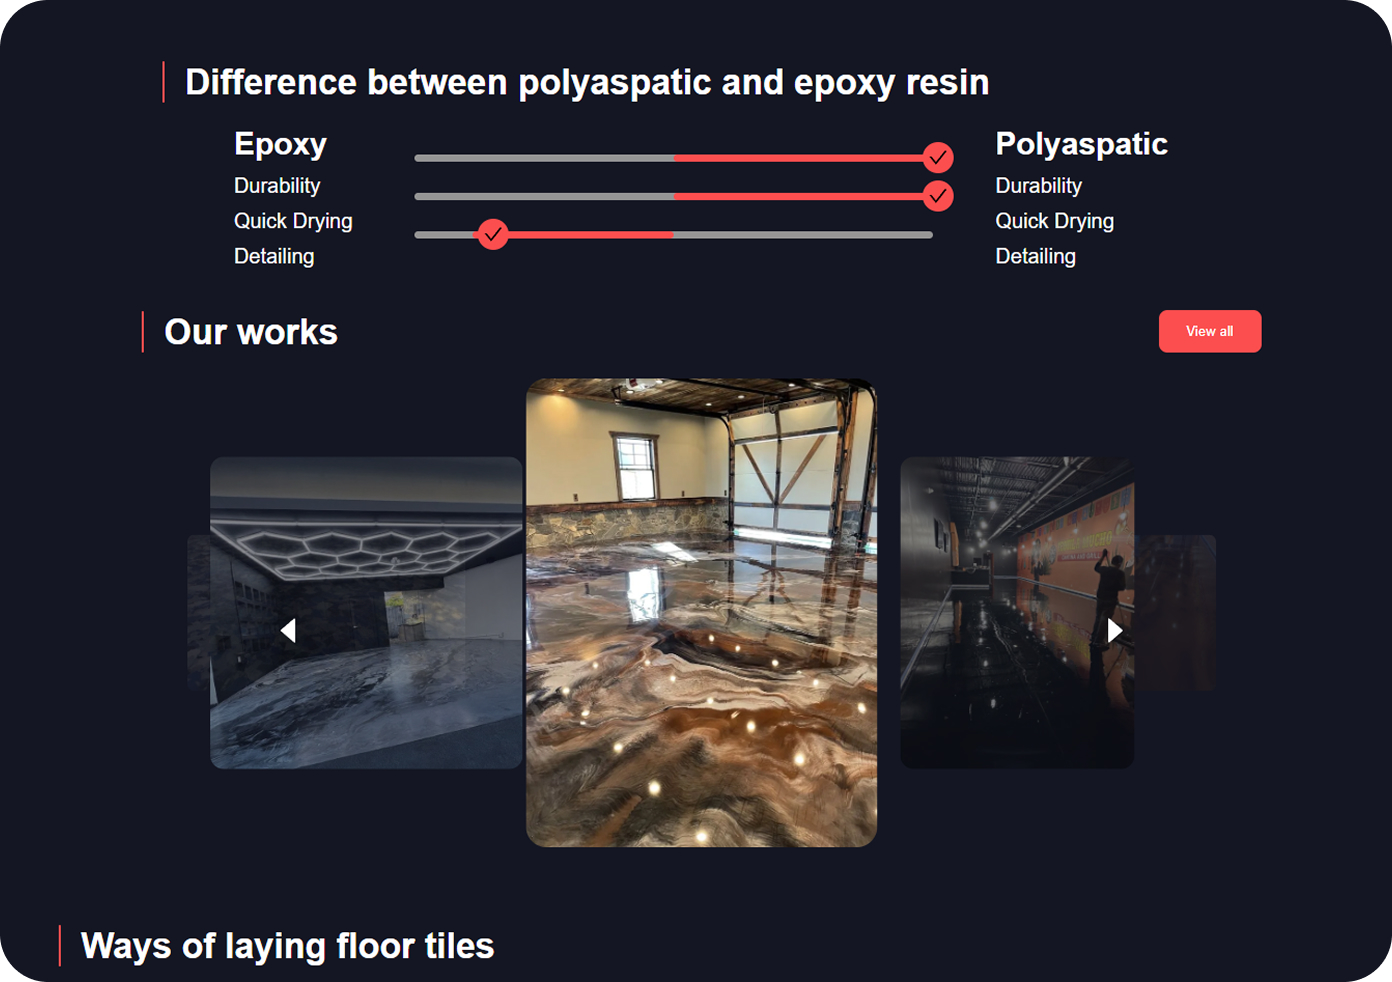 Difference between polyaspatic and epoxy resin
Epoxy
Durability
Quick Drying
Detailing
Polyaspatic
Durability
Quick Drying
Detailing
Our works
View all
Ways of laying floor tiles